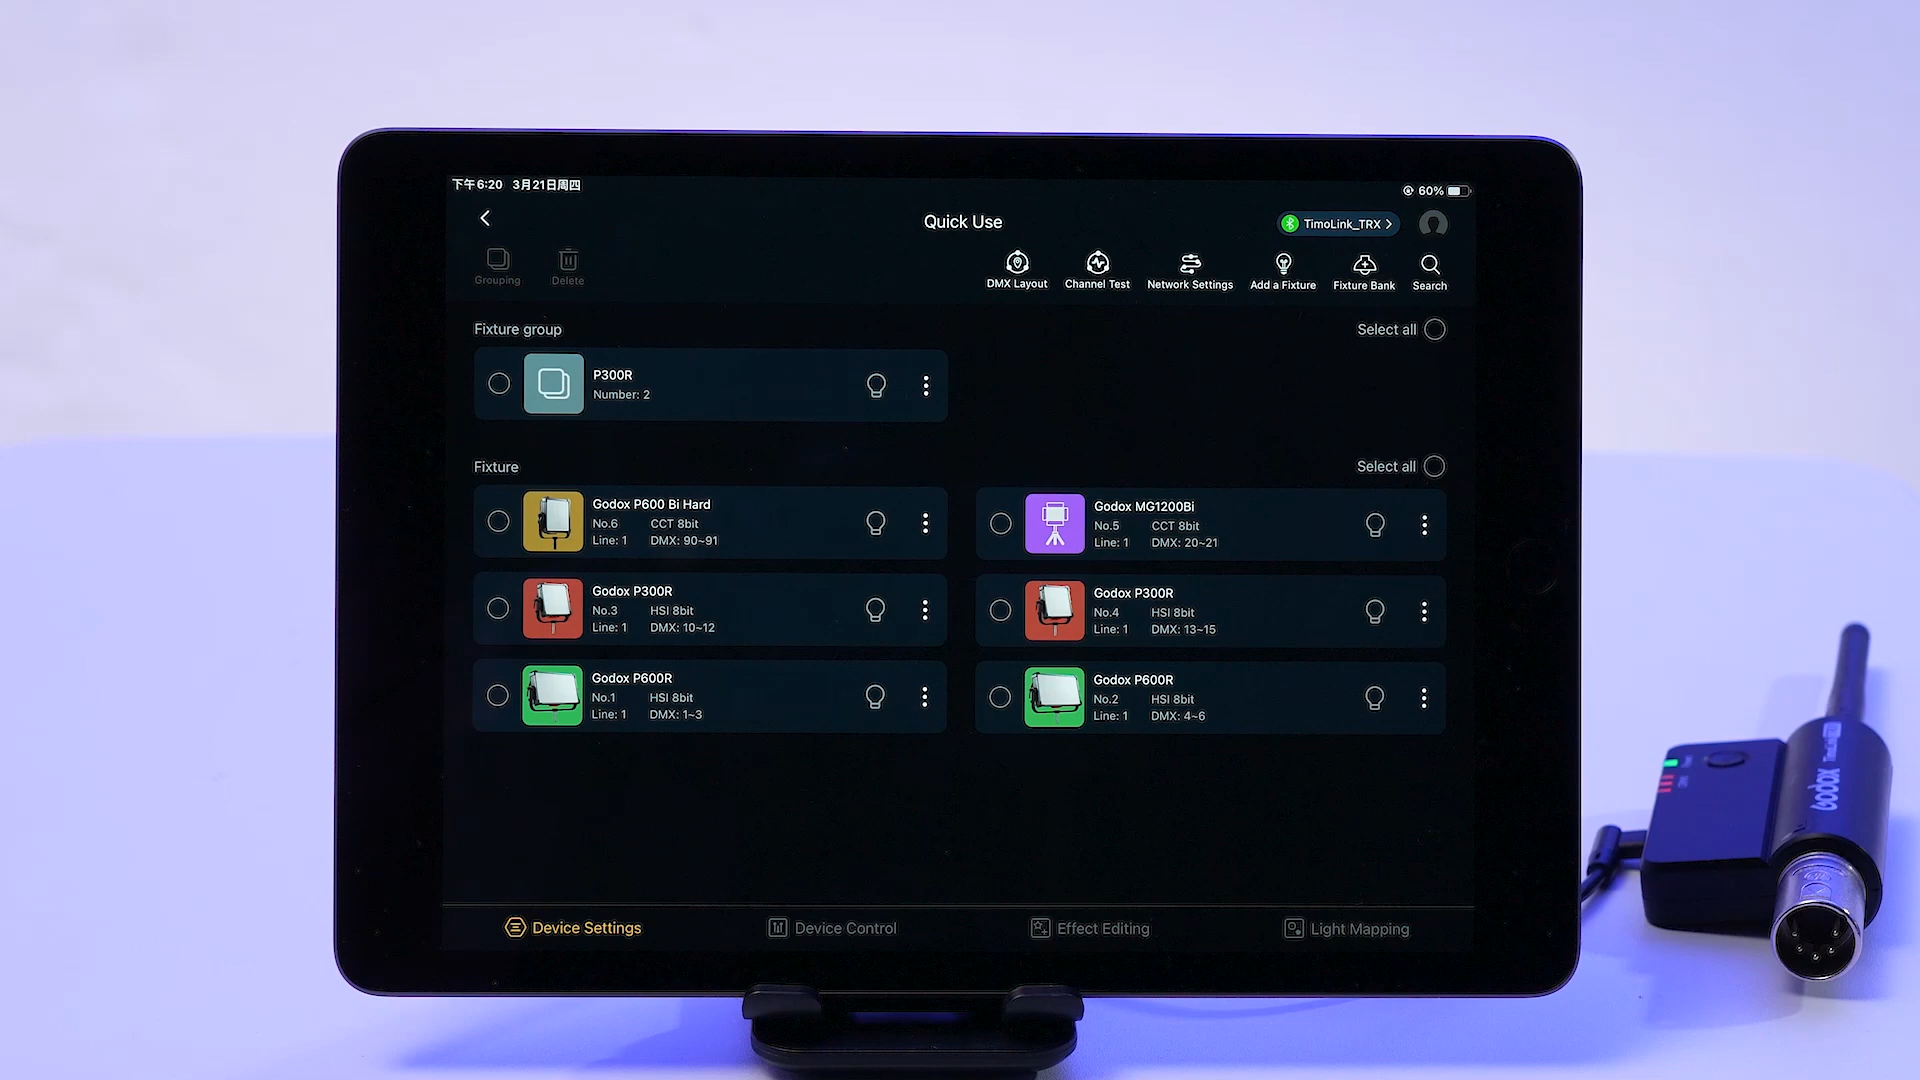 下午6:20 3月21日周四
60%
Quick Use
TimoLink_TRX
Grouping
Delete
DMX Layout
Channel Test
Network Settings
Add a Fixture
Fixture Bank
Search
Fixture group
Select all
P300R
Number: 2
Fixture
Select all
Godox P600 Bi Hard
No.6 CCT 8bit
Line: 1 DMX: 90~91
Godox MG1200Bi
No.5 CCT 8bit
Line: 1 DMX: 20~21
Godox P300R
No.3 HSI 8bit
Line: 1 DMX: 10~12
Godox P300R
No.4 HSI 8bit
Line: 1 DMX: 13~15
Godox P600R
No.1 HSI 8bit
Line: 1 DMX: 1~3
Godox P600R
No.2 HSI 8bit
Line: 1 DMX: 4~6
Device Settings
Device Control
Effect Editing
Light Mapping
Godox